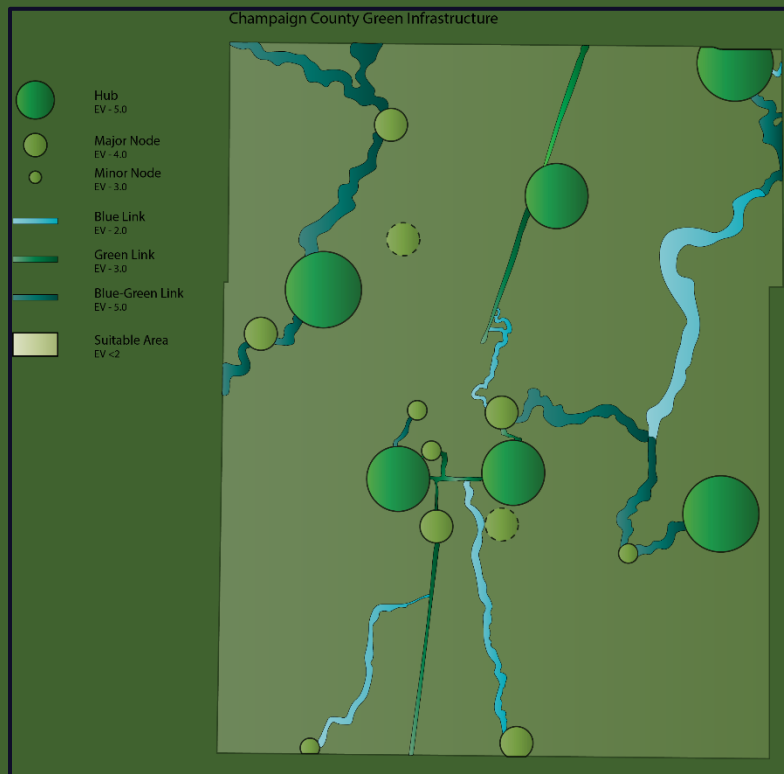 Champaign County Green Infrastructure
Hub
EV - 5.0
Major Node
EV - 4.0
Minor Node
EV - 3.0
Blue Link
EV - 2.0
Green Link
EV - 3.0
Blue-Green Link
EV - 5.0
Suitable Area
EV <2